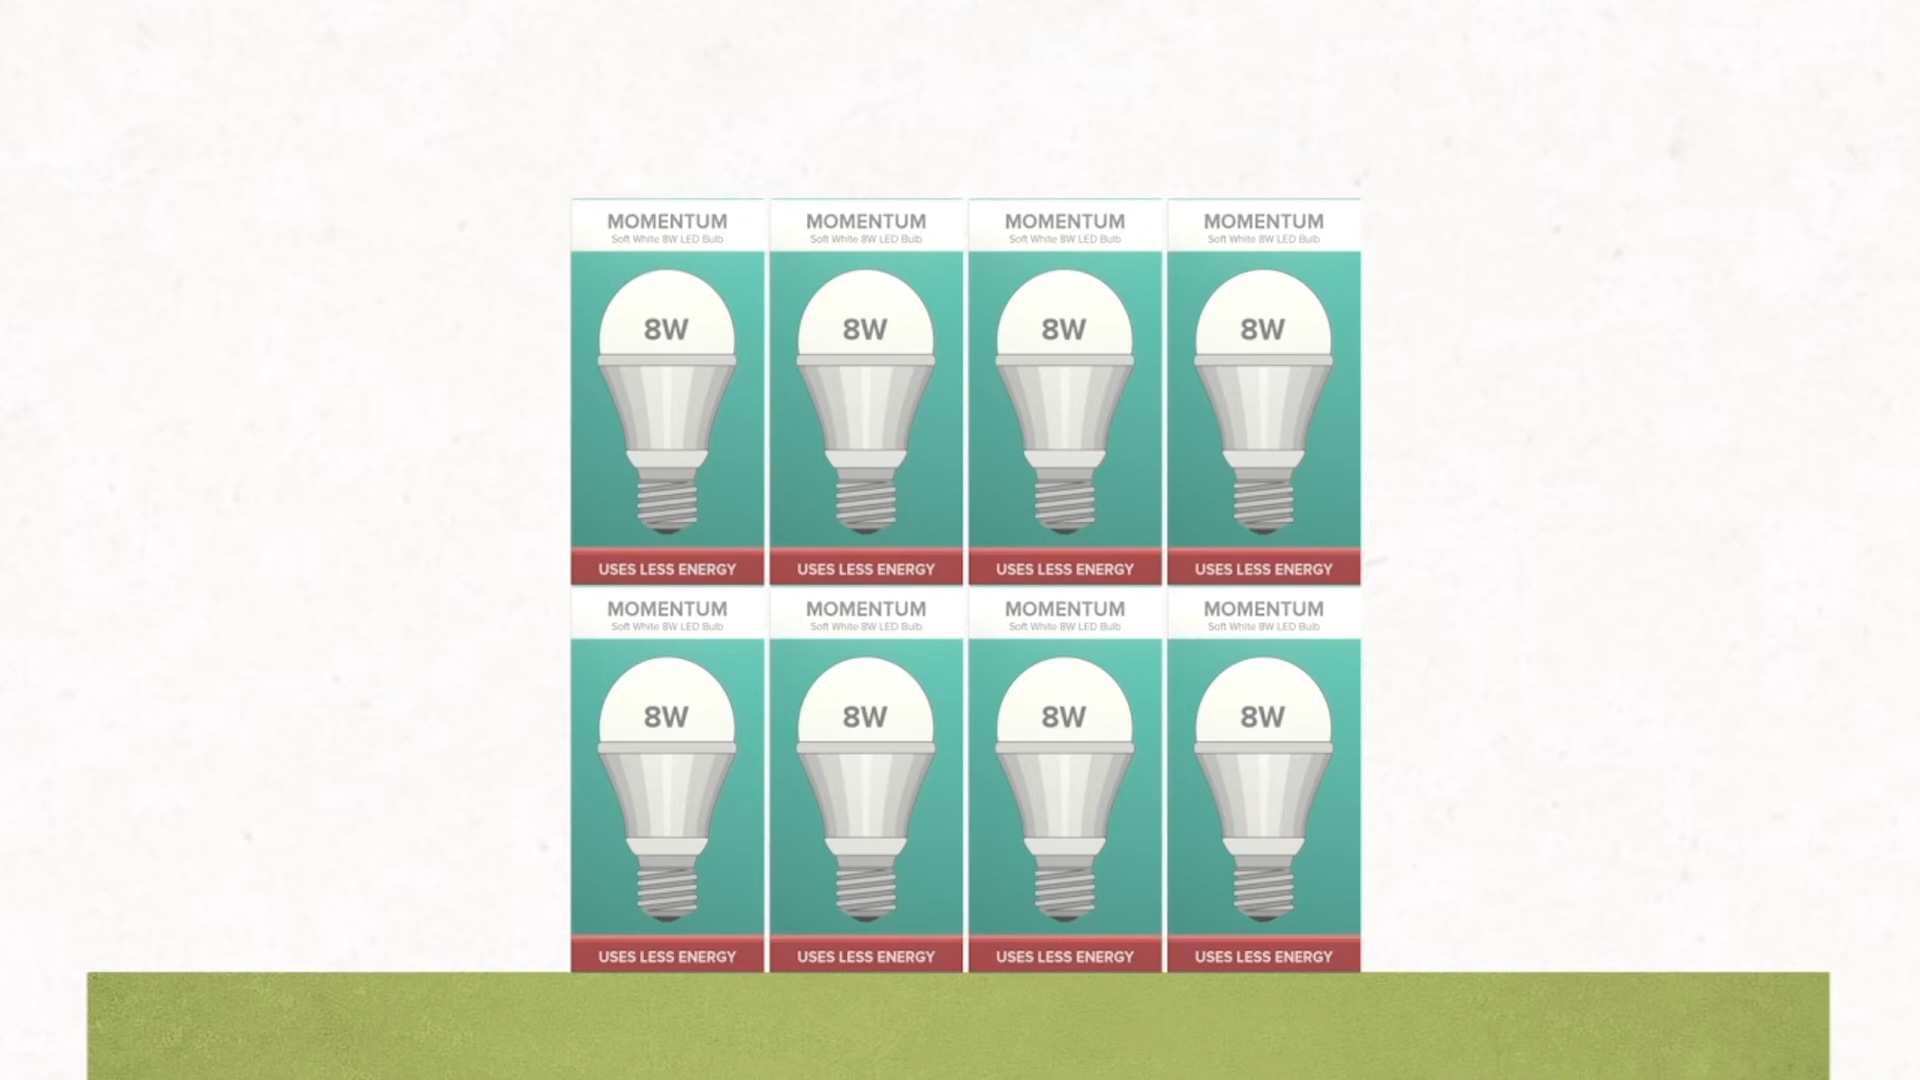 MOMENTUM MOMENTUM MOMENTUM MOMENTUM
Soft White 8W LED Bulb Soft White 8W LED Bulb Soft White 8W LED Bulb Soft White 8W LED Bulb
8W 8W 8W 8W
USES LESS ENERGY USES LESS ENERGY USES LESS ENERGY USES LESS ENERGY
MOMENTUM MOMENTUM MOMENTUM MOMENTUM
Soft White 8W LED Bulb Soft White 8W LED Bulb Soft White 8W LED Bulb Soft White 8W LED Bulb
8W 8W 8W 8W
USES LESS ENERGY USES LESS ENERGY USES LESS ENERGY USES LESS ENERGY